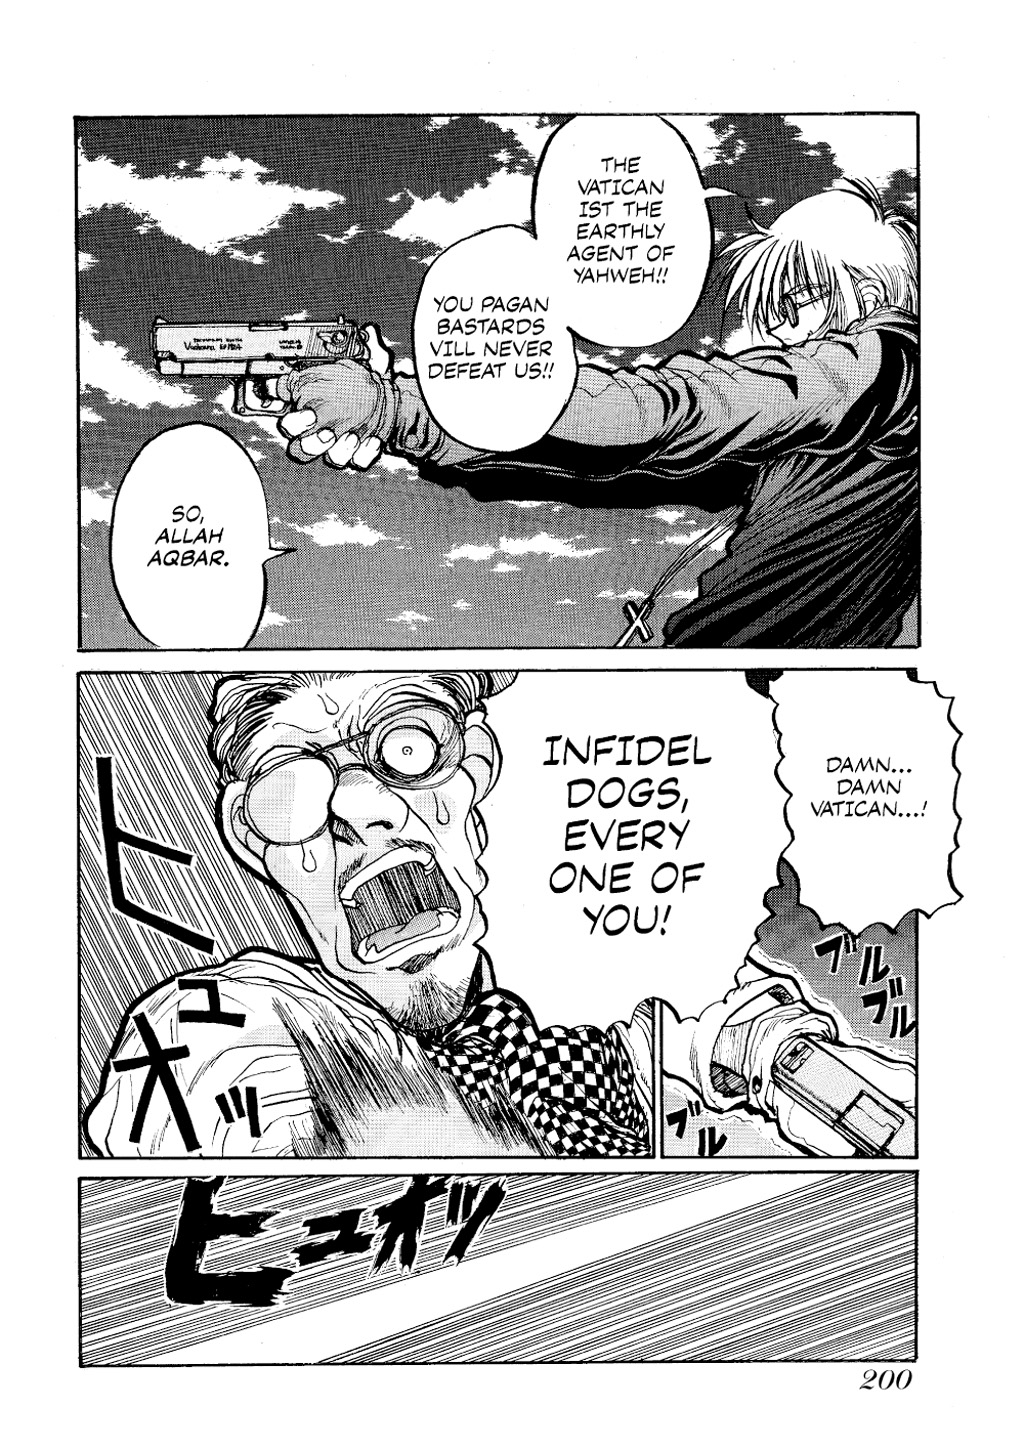 THE
VATICAN
IST THE
EARTHLY
AGENT OF
YAHWEH!!
YOU PAGAN
BASTARDS
VILL NEVER
DEFEAT US!!
SO,
ALLAH
AQBAR.
DAMN...
DAMN
VATICAN...!
INFIDEL
DOGS,
EVERY
ONE OF
YOU!
ブルブル
ブルブル
ヒュオッ
ヒュオッ
200